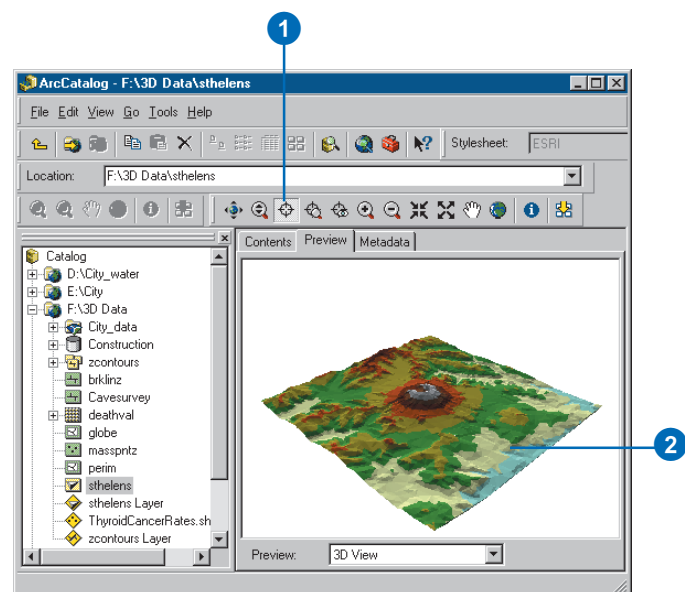 1
ArcCatalog - F:\3D Data\sthelens
File Edit View Go Tools Help
Stylesheet: ESRI
Location: F:\3D Data\sthelens
Contents Preview Metadata
Catalog
D:\City_water
E:\City
F:\3D Data
City_data
Construction
zcontours
brklinz
Cavesurvey
deathval
globe
masspntz
perim
sthelens
sthelens Layer
ThyroidCancerRates.sh
zcontours Layer
2
Preview: 3D View